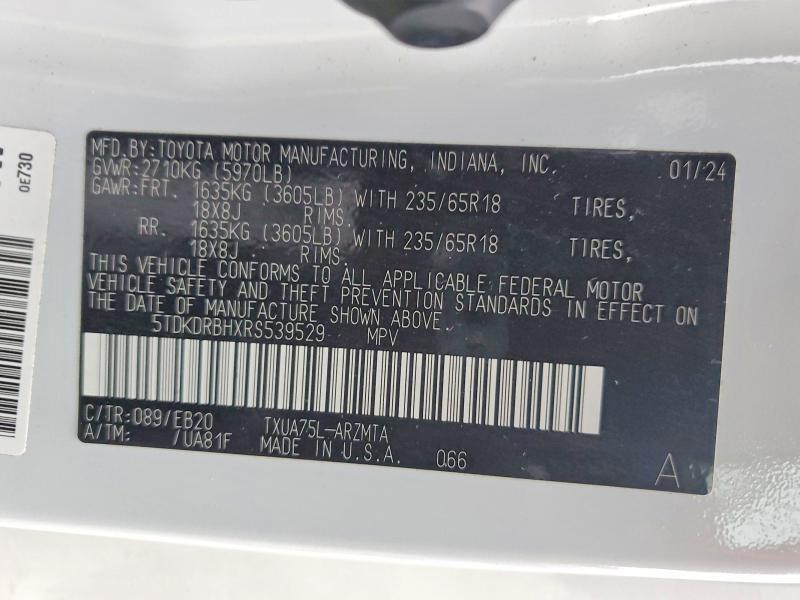 MFD.BY:TOYOTA MOTOR MANUFACTURING, INDIANA, INC. 01/24
GVWR:2710KG (5970LB)
GAWR:FRT. 1635KG (3605LB) WITH 235/65R18 TIRES,
18X8J RIMS.
RR. 1635KG (3605LB) WITH 235/65R18 TIRES,
18X8J RIMS.
THIS VEHICLE CONFORMS TO ALL APPLICABLE FEDERAL MOTOR
VEHICLE SAFETY AND THEFT PREVENTION STANDARDS IN EFFECT ON
THE DATE OF MANUFACTURE SHOWN ABOVE.
5TDKDRBHXRS539529 MPV
C/TR:089/EB20 TXUA75L-ARZMTA
A/TM: /UA81F MADE IN U.S.A. 066
A
0E730